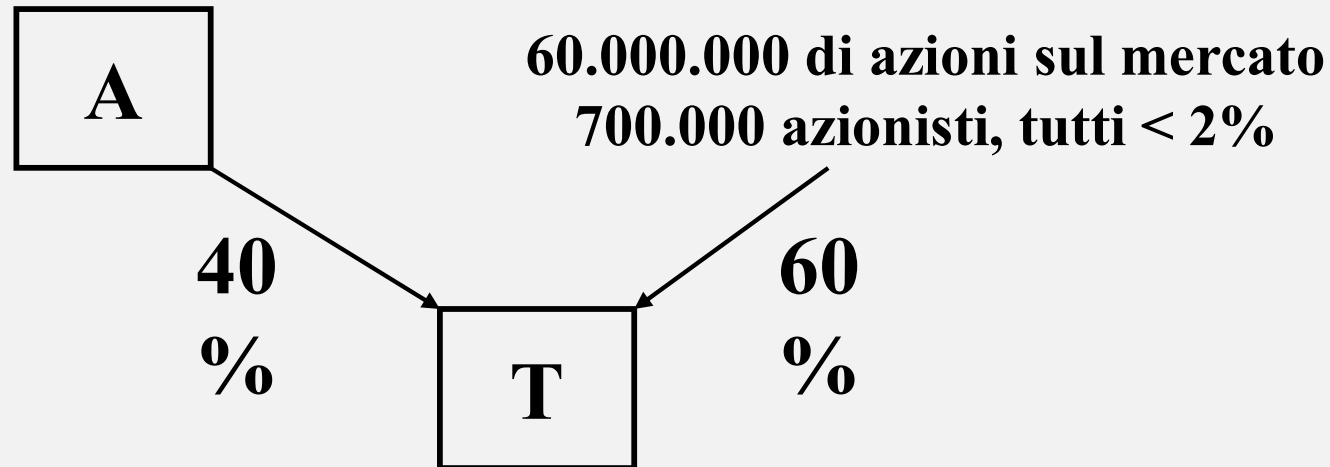 A
60.000.000 di azioni sul mercato
700.000 azionisti, tutti < 2%
40
%
60
%
T